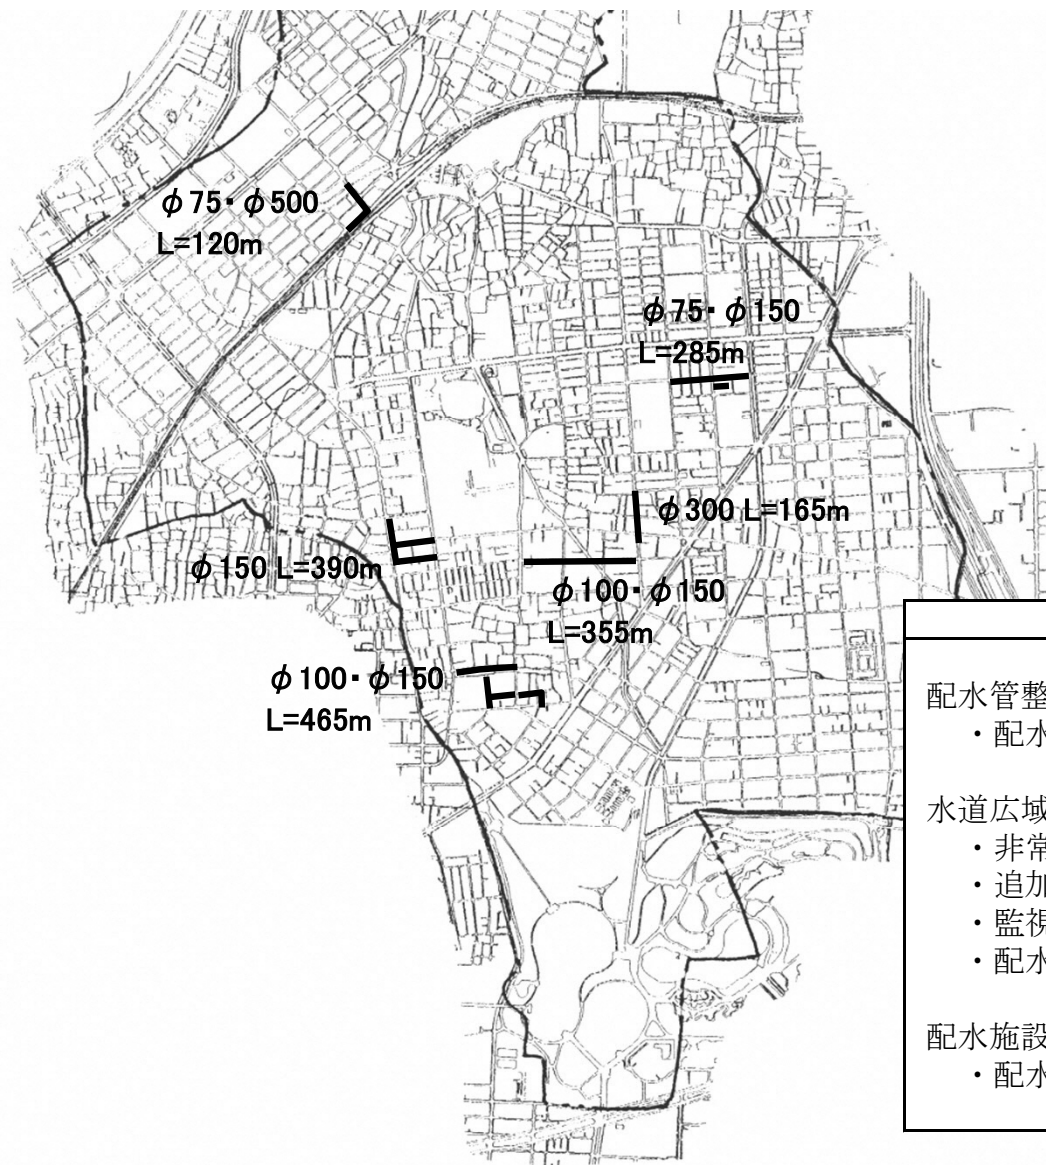 φ75・φ500
L=120m
φ75・φ150
L=285m
φ300 L=165m
φ150 L=390m
φ100・φ150
L=355m
φ100・φ150
L=465m
配水管整
・配水
水道広域
・非常
・追加
・監視
・配水
配水施設
・配水